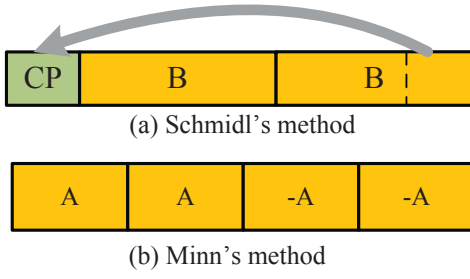 CP B B
(a) Schmidl's method
A A -A -A
(b) Minn's method